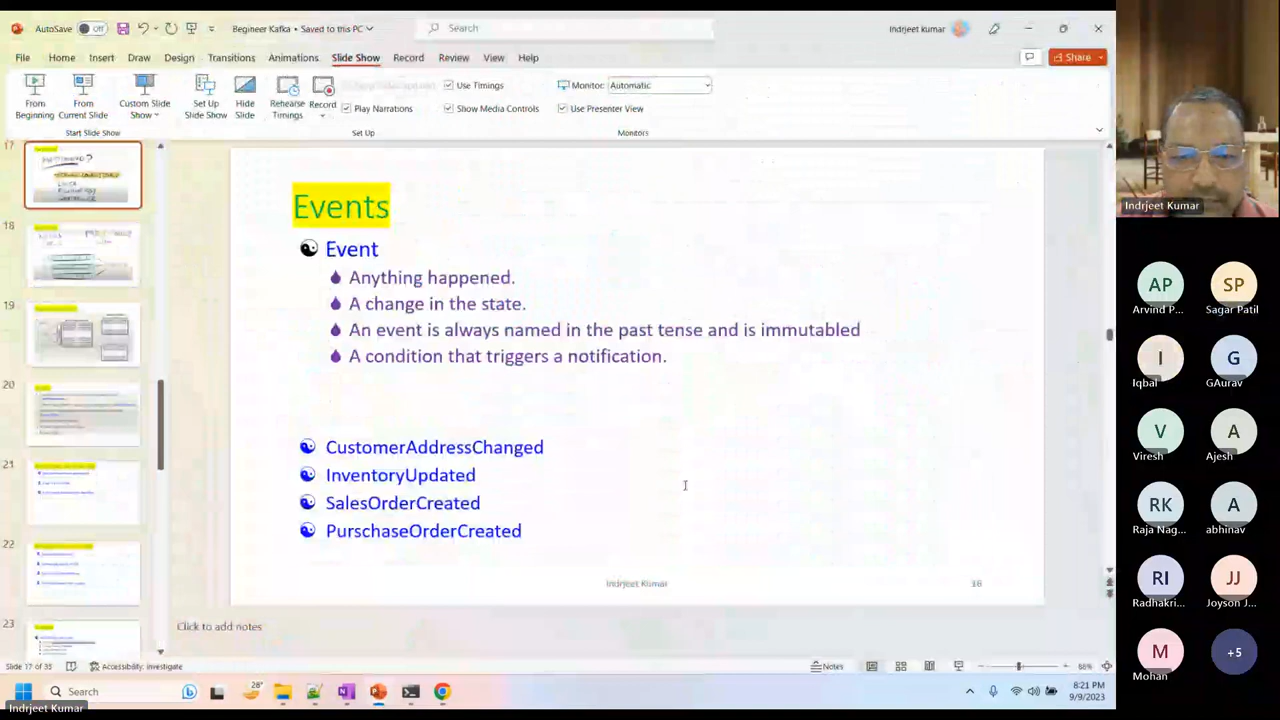 AutoSave Off Begineer Kafka • Saved to this PC Search Indrjeet kumar
File Home Insert Draw Design Transitions Animations Slide Show Record Review View Help Share
From Beginning
From Current Slide
Custom Slide Show
Set Up Slide Show
Hide Slide
Rehearse Timings
Record
Play Narrations
Use Timings
Show Media Controls
Monitor: Automatic
Use Presenter View
Start Slide Show Set Up Monitors
17
18
19
20
21
22
23
Events
Event
Anything happened.
A change in the state.
An event is always named in the past tense and is immutabled
A condition that triggers a notification.
CustomerAddressChanged
InventoryUpdated
SalesOrderCreated
PurschaseOrderCreated
Indrjeet Kumar 16
Click to add notes
Slide 17 of 35 Accessibility: Investigate Notes 88%
Search 28° 8:21 PM
9/9/2023
Indrjeet Kumar
Indrjeet Kumar
AP SP
Arvind P... Sagar Patil
I G
Iqbal GAurav
V A
Viresh Ajesh
RK A
Raja Nag... abhinav
RI JJ
Radhakri... Joyson J...
M +5
Mohan